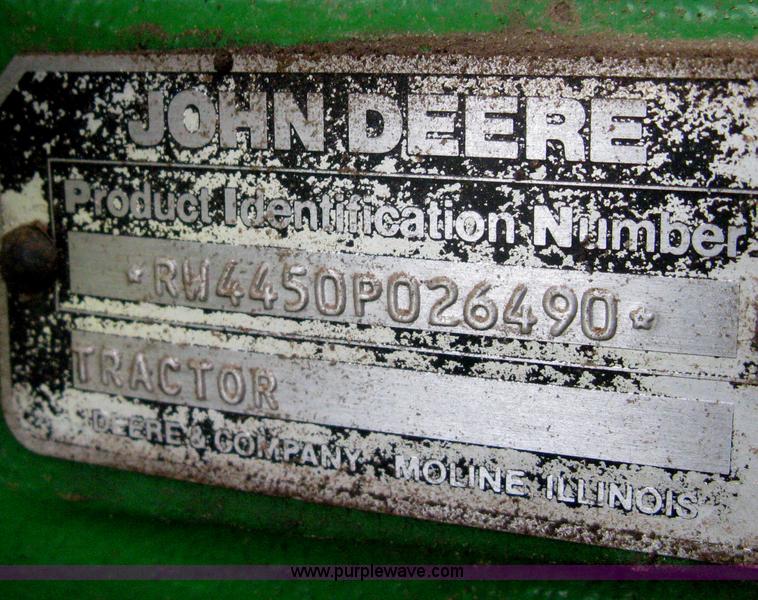 JOHN DEERE
Product Identification Number
*RW4450P026490*
TRACTOR
DEERE & COMPANY MOLINE ILLINOIS
www.purplewave.com